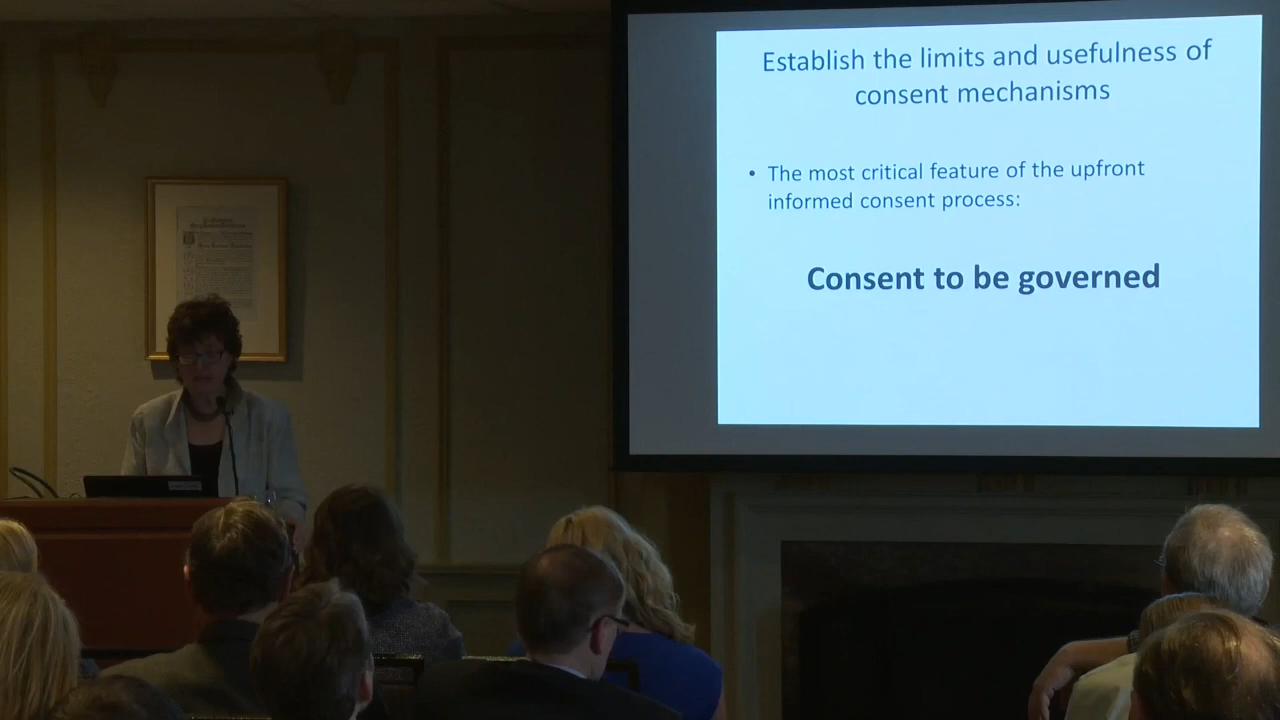 Establish the limits and usefulness of
consent mechanisms
• The most critical feature of the upfront
informed consent process:
Consent to be governed